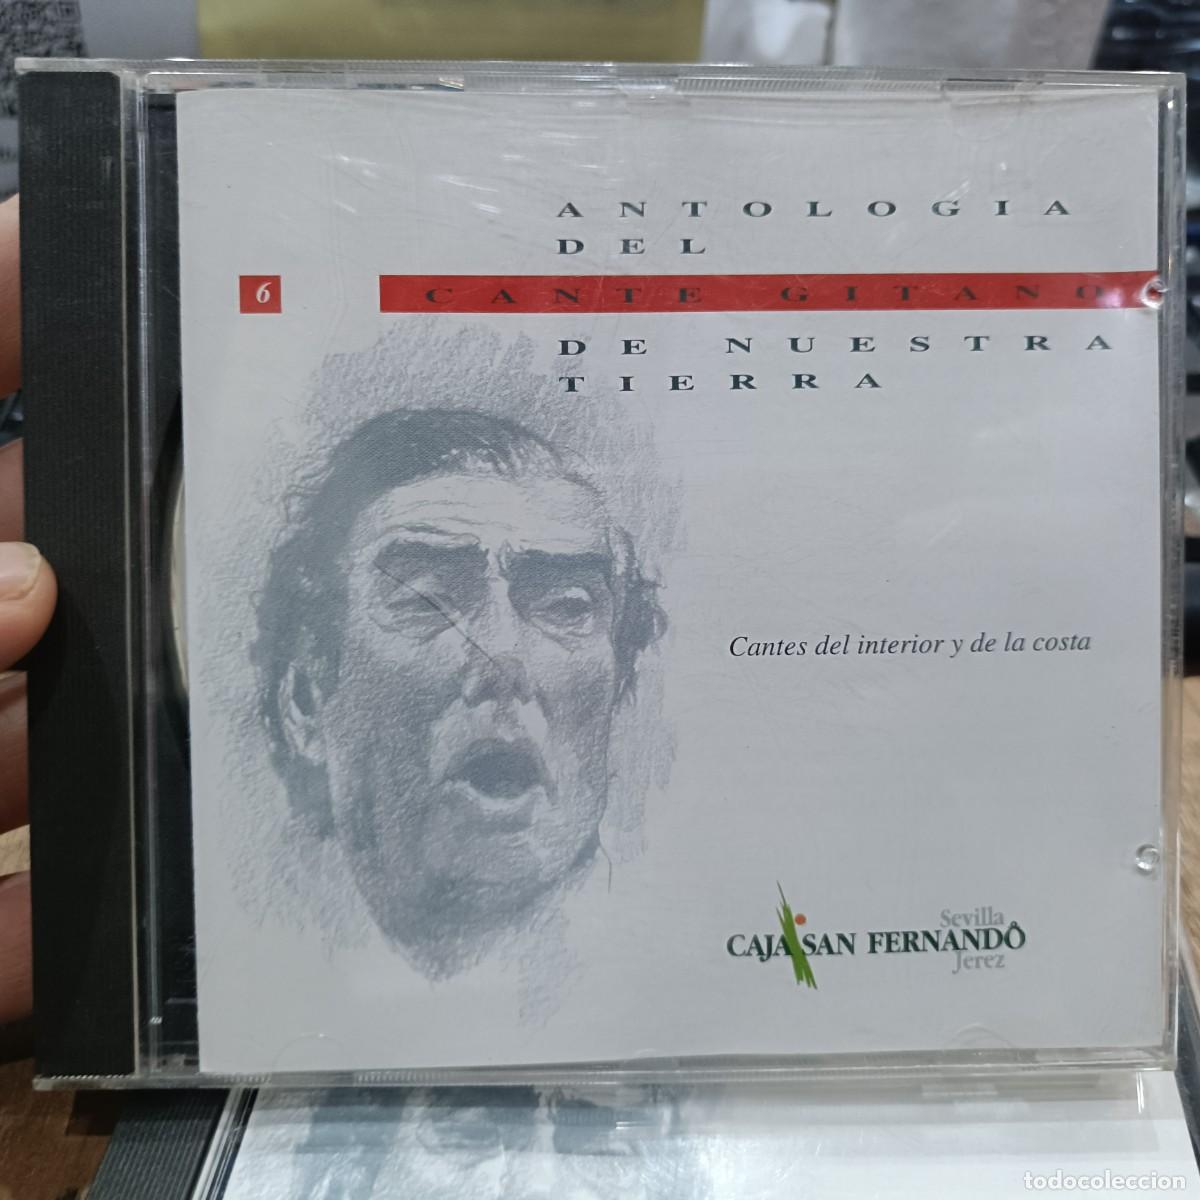 ANTOLOGIA
DEL
6 CANTE GITANO
DE NUESTRA
TIERRA
Cantes del interior y de la costa
Sevilla
CAJA SAN FERNANDO
Jerez
todocoleccion